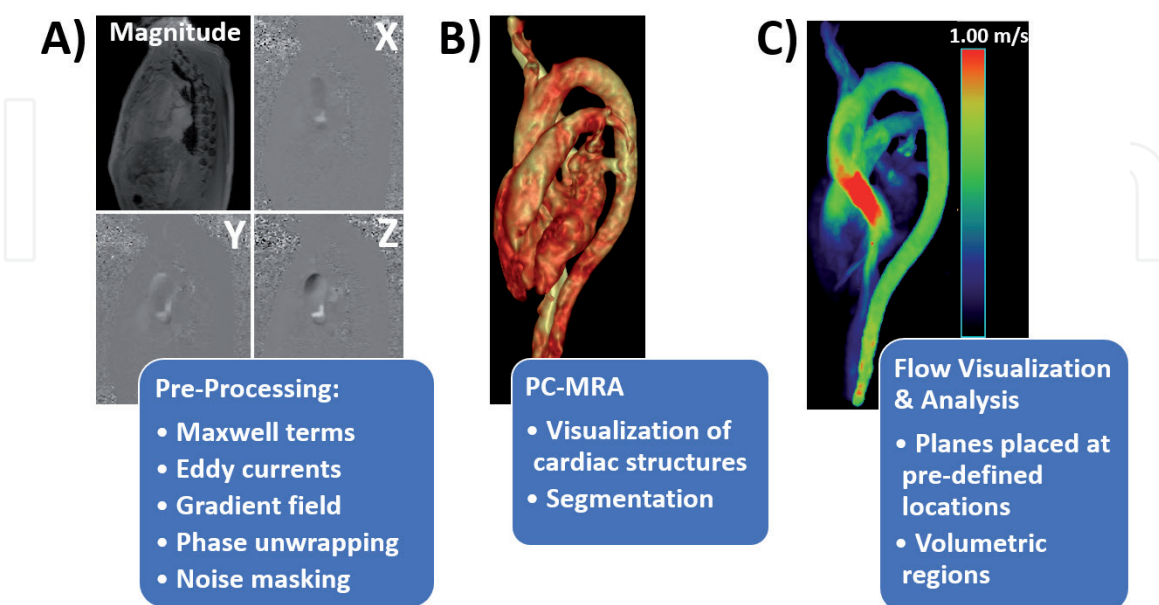 A)
Magnitude
X
Y
Z
Pre-Processing:
• Maxwell terms
• Eddy currents
• Gradient field
• Phase unwrapping
• Noise masking
B)
PC-MRA
• Visualization of
cardiac structures
• Segmentation
C)
1.00 m/s
Flow Visualization
& Analysis
• Planes placed at
pre-defined
locations
• Volumetric
regions